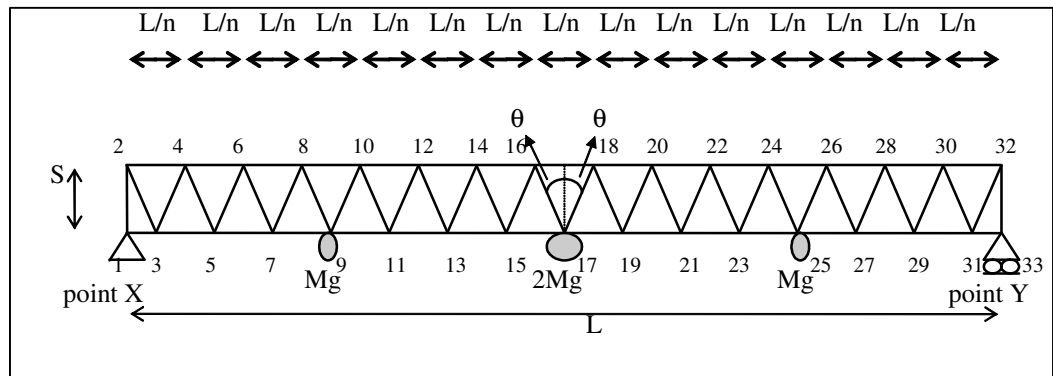 L/n L/n L/n L/n L/n L/n L/n L/n L/n L/n L/n L/n L/n L/n L/n
θ θ
2 4 6 8 10 12 14 16 18 20 22 24 26 28 30 32
S
1 3 5 7 9 11 13 15 17 19 21 23 25 27 29 31 33
Mg 2Mg Mg
point X point Y
L